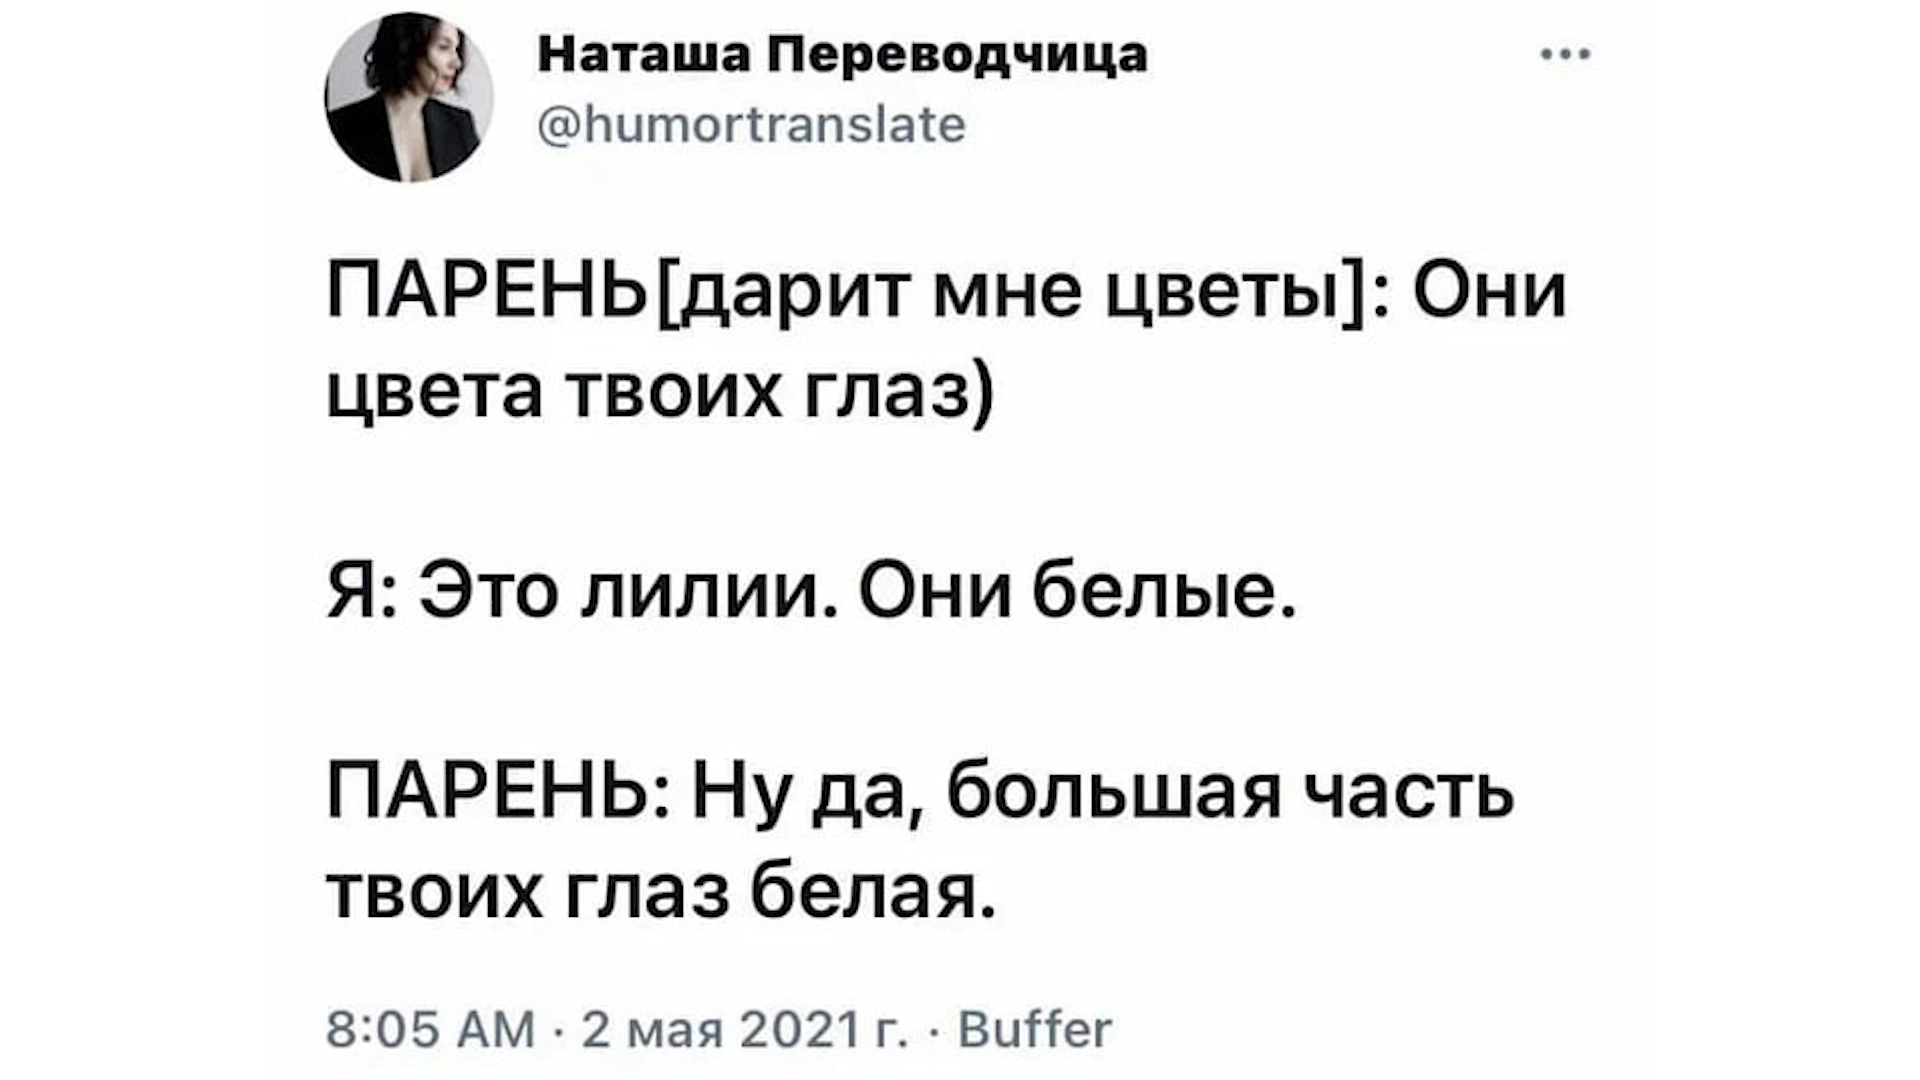 Наташа Переводчица
@humortranslate
ПАРЕНЬ[дарит мне цветы]: Они
цвета твоих глаз)
Я: Это лилии. Они белые.
ПАРЕНЬ: Ну да, большая часть
твоих глаз белая.
8:05 AM · 2 мая 2021 г. · Buffer